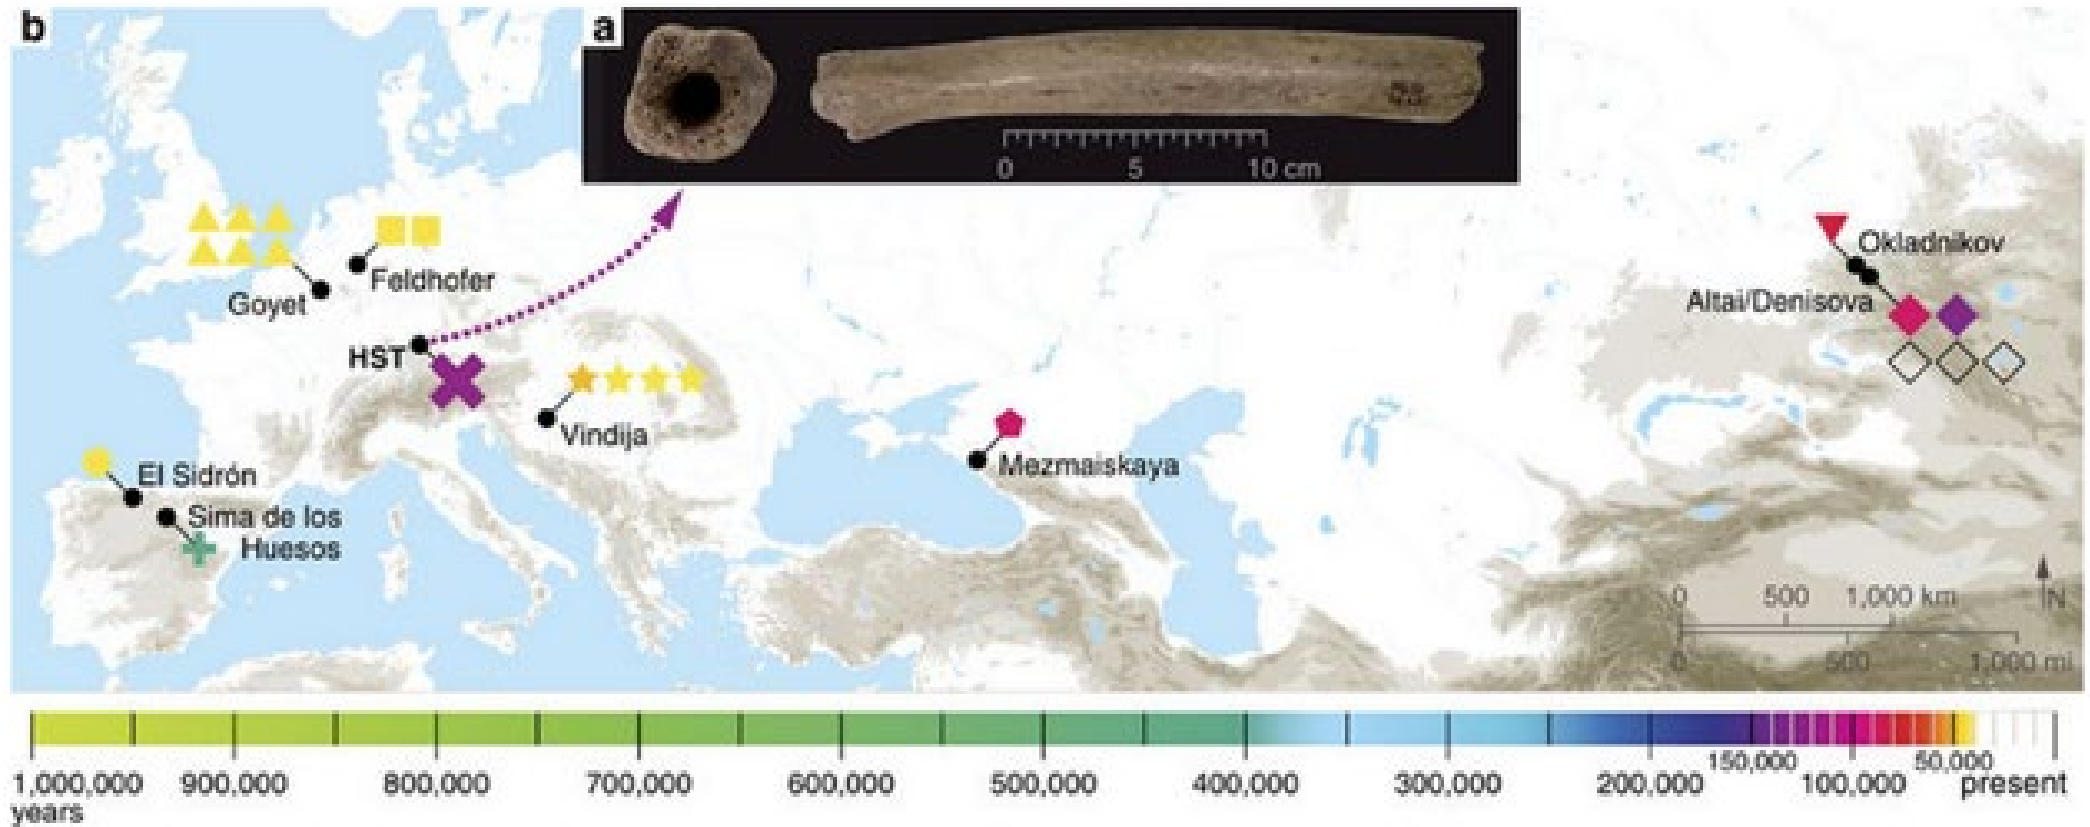 b
a
0 5 10 cm
Okladnikov
Feldhofer
Goyet
Altai/Denisova
HST
Vindija
Mezmaiskaya
El Sidrón
Sima de los
Huesos
0 500 1,000 km
N
0 500 1,000 mi
150,000 50,000
1,000,000 900,000 800,000 700,000 600,000 500,000 400,000 300,000 200,000 100,000 present
years